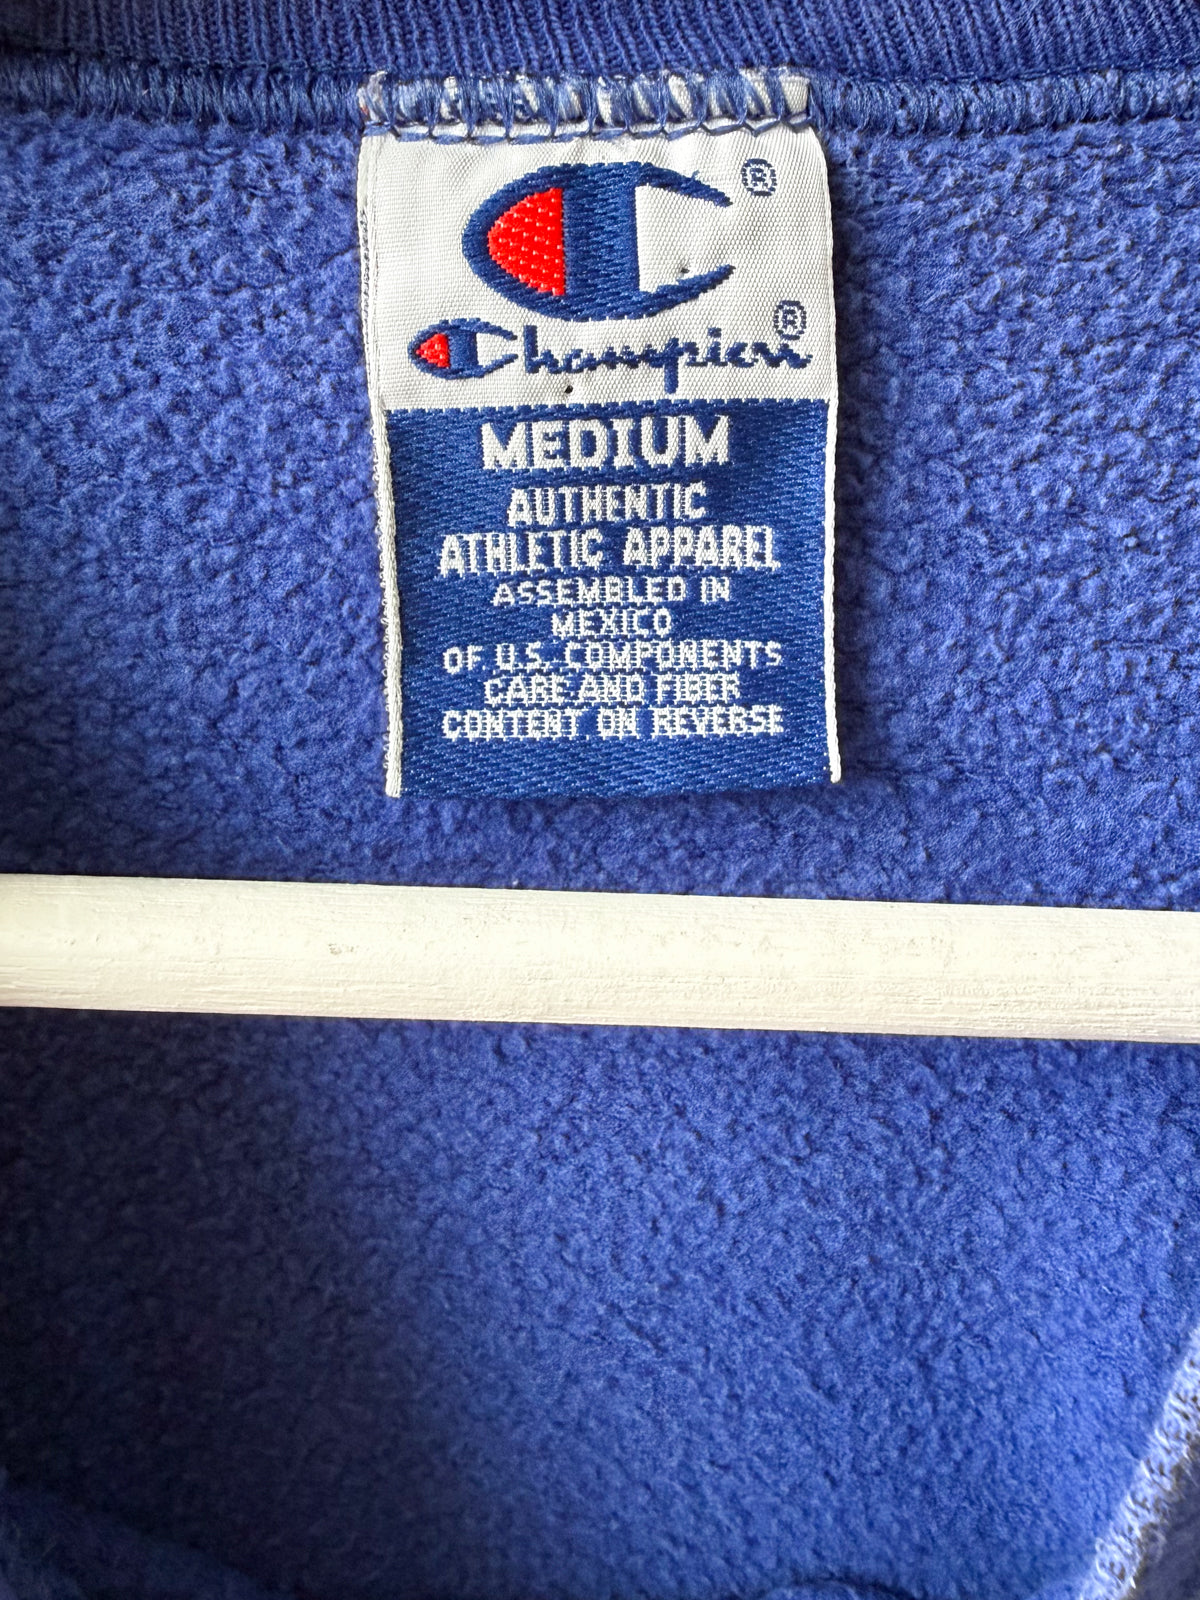 ®
Champion®
MEDIUM
AUTHENTIC
ATHLETIC APPAREL
ASSEMBLED IN
MEXICO
OF U.S. COMPONENTS
CARE AND FIBER
CONTENT ON REVERSE